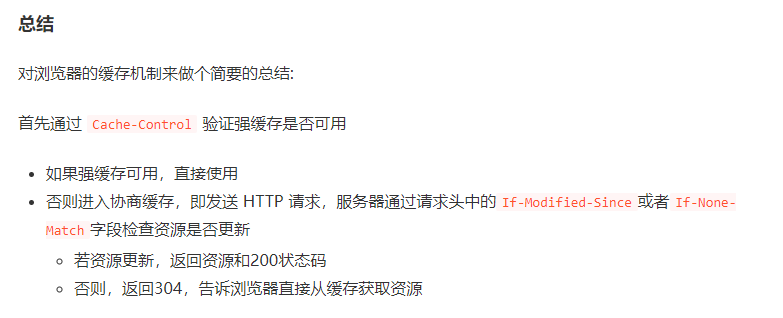 总结
对浏览器的缓存机制来做个简要的总结:
首先通过 Cache-Control 验证强缓存是否可用
如果强缓存可用，直接使用
否则进入协商缓存，即发送 HTTP 请求，服务器通过请求头中的 If-Modified-Since 或者 If-None-
Match 字段检查资源是否更新
若资源更新，返回资源和200状态码
否则，返回304，告诉浏览器直接从缓存获取资源